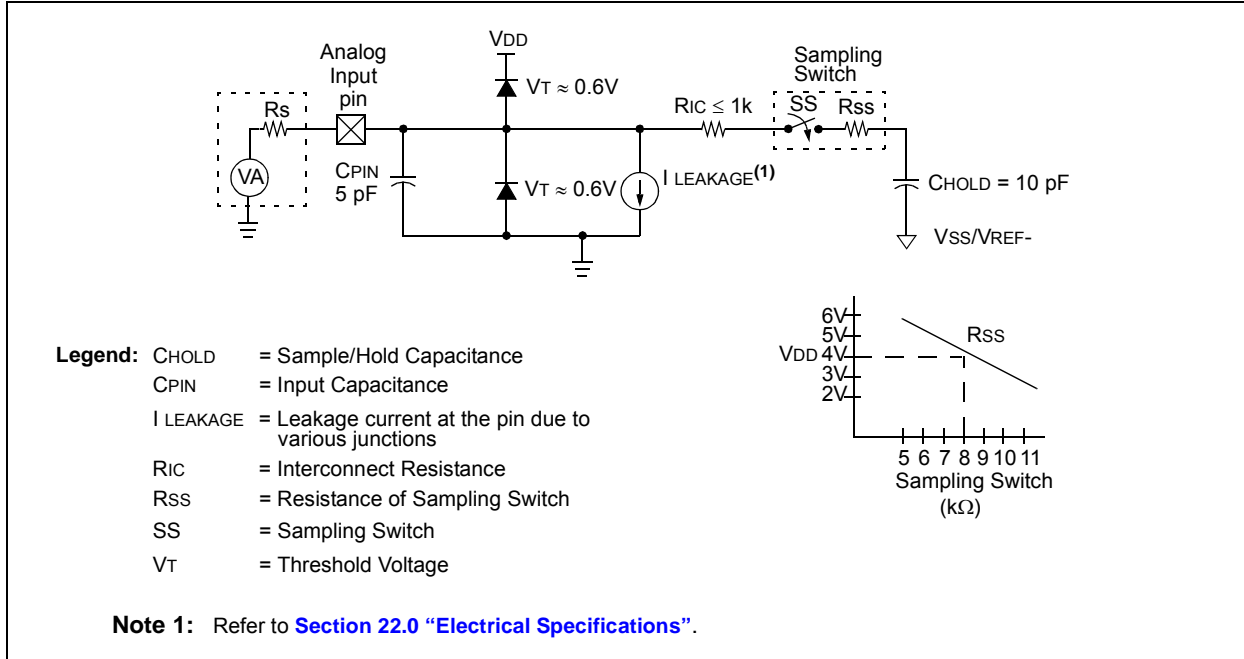 VDD
Analog
Input
pin
Sampling
Switch
VT ≈ 0.6V
Rs
RIC ≤ 1k
SS
Rss
VA
CPIN
5 pF
VT ≈ 0.6V
I LEAKAGE(1)
CHOLD = 10 pF
VSS/VREF-
6V
5V
VDD 4V
3V
2V
RSS
5 6 7 8 9 10 11
Sampling Switch
(kΩ)
Legend: CHOLD = Sample/Hold Capacitance
CPIN = Input Capacitance
I LEAKAGE = Leakage current at the pin due to
various junctions
RIC = Interconnect Resistance
RSS = Resistance of Sampling Switch
SS = Sampling Switch
VT = Threshold Voltage
Note 1: Refer to Section 22.0 “Electrical Specifications”.